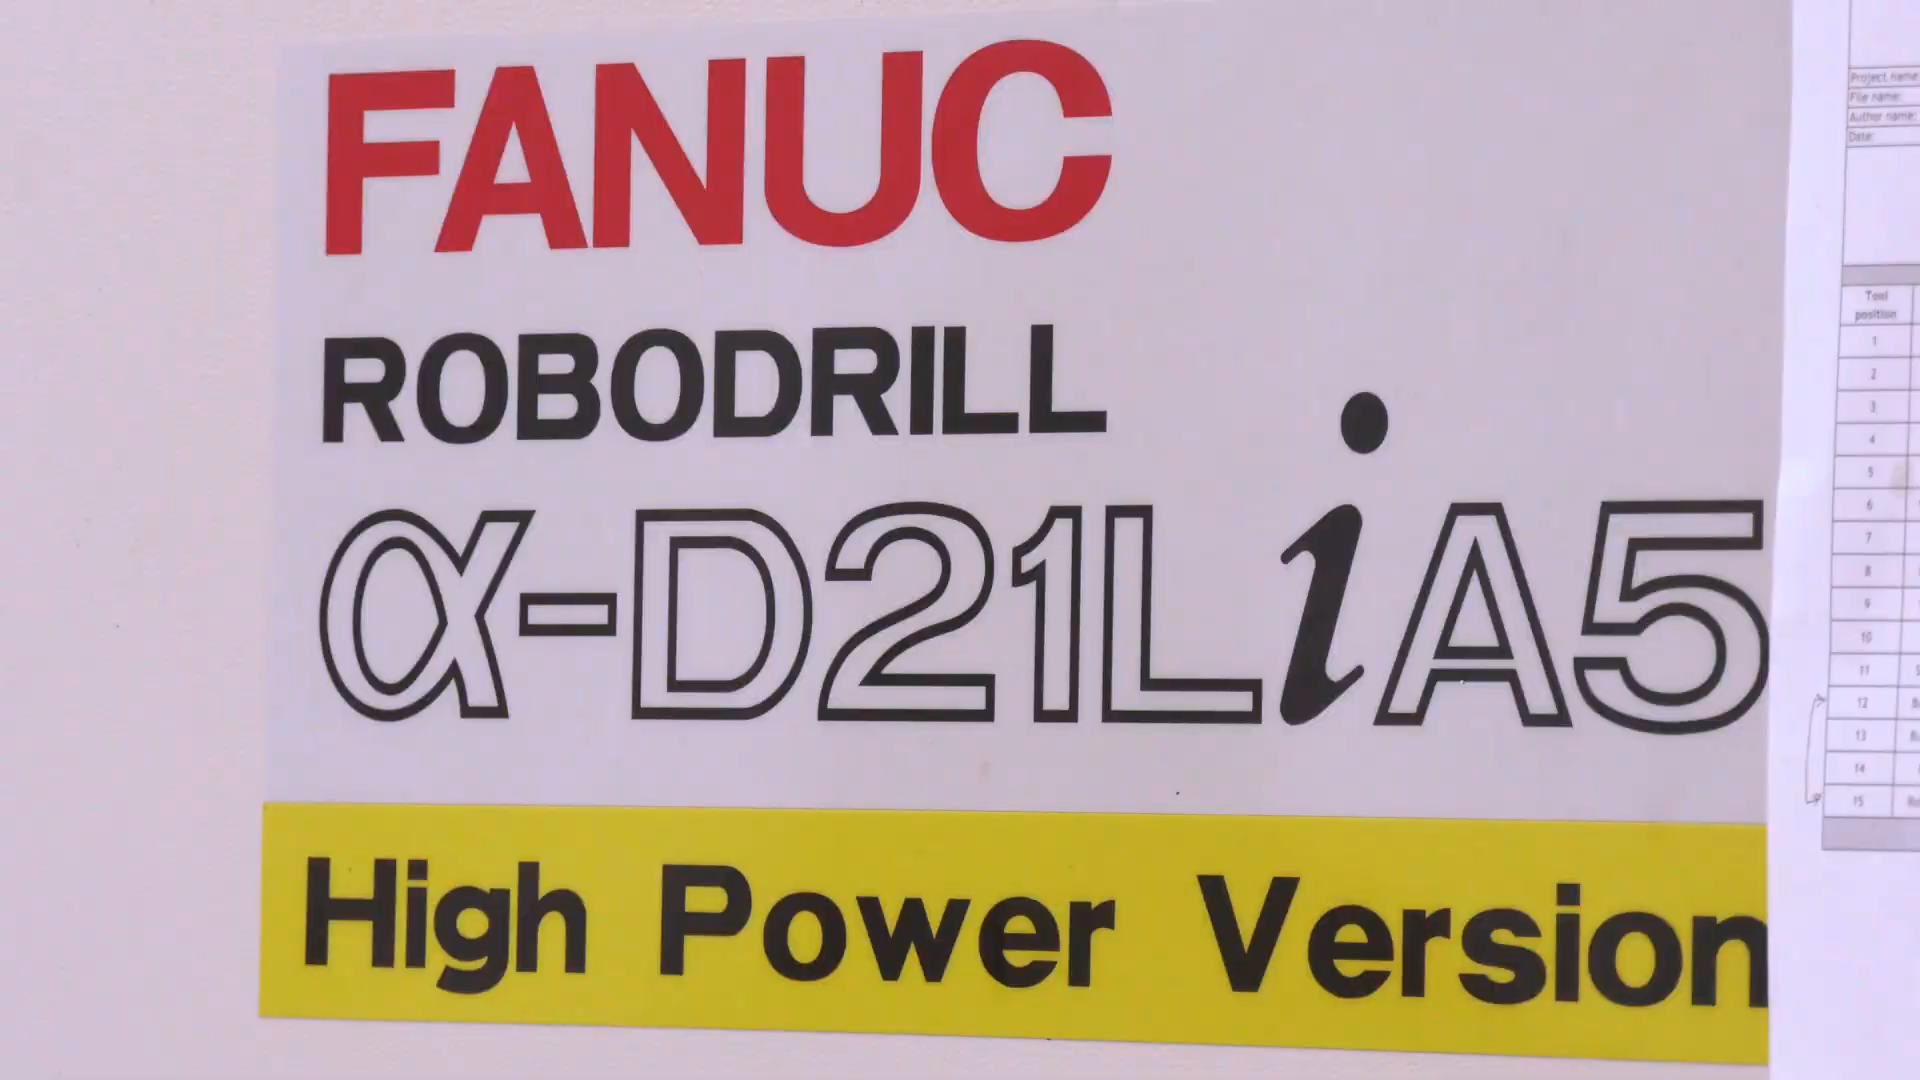 FANUC
ROBODRILL
α-D21LiA5
High Power Version
Project name
File name:
Author name:
Date:
Tool
position
1
2
3
4
5
6
7
8
9
10
11
12
13
14
15